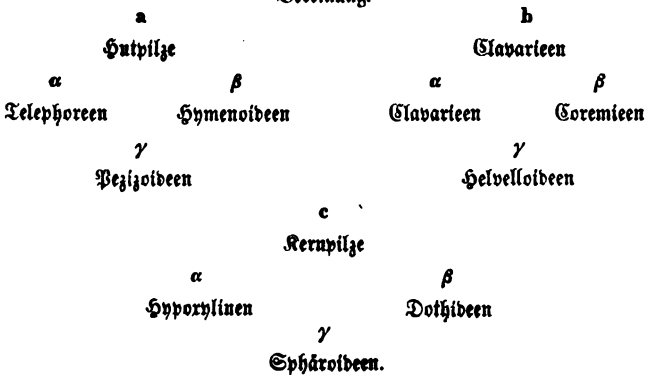 a b
Hutpilze Clavarieen
α β α β
Telephoreen Hymenoideen Clavarieen Coremieen
γ γ
Pezizoideen Helvelloideen
c
Kernpilze
α β
Hypoxylinen Dothideen
γ
Sphäroideen.